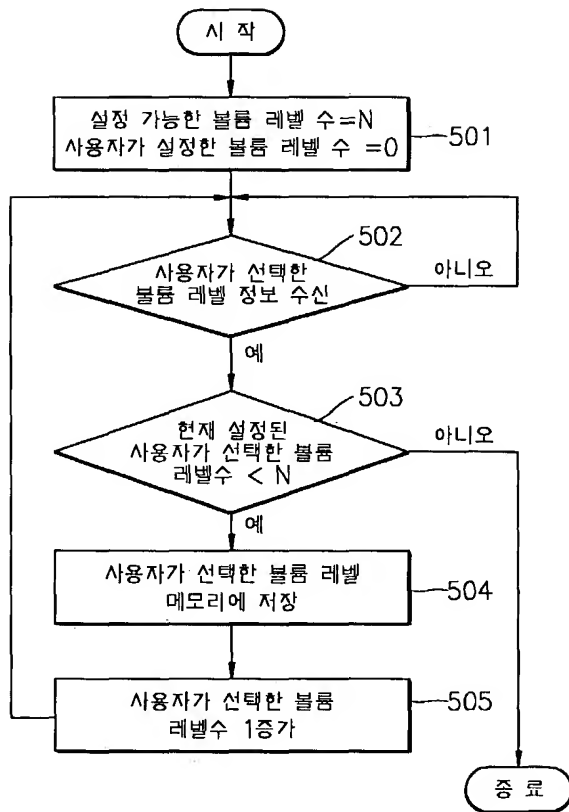 시 작
설정 가능한 볼륨 레벨 수=N
사용자가 설정한 볼륨 레벨 수 =0
501
502
사용자가 선택한
볼륨 레벨 정보 수신
아니오
예
503
현재 설정된
사용자가 선택한 볼륨
레벨수 < N
아니오
예
사용자가 선택한 볼륨 레벨
메모리에 저장
504
사용자가 선택한 볼륨
레벨수 1증가
505
종 료